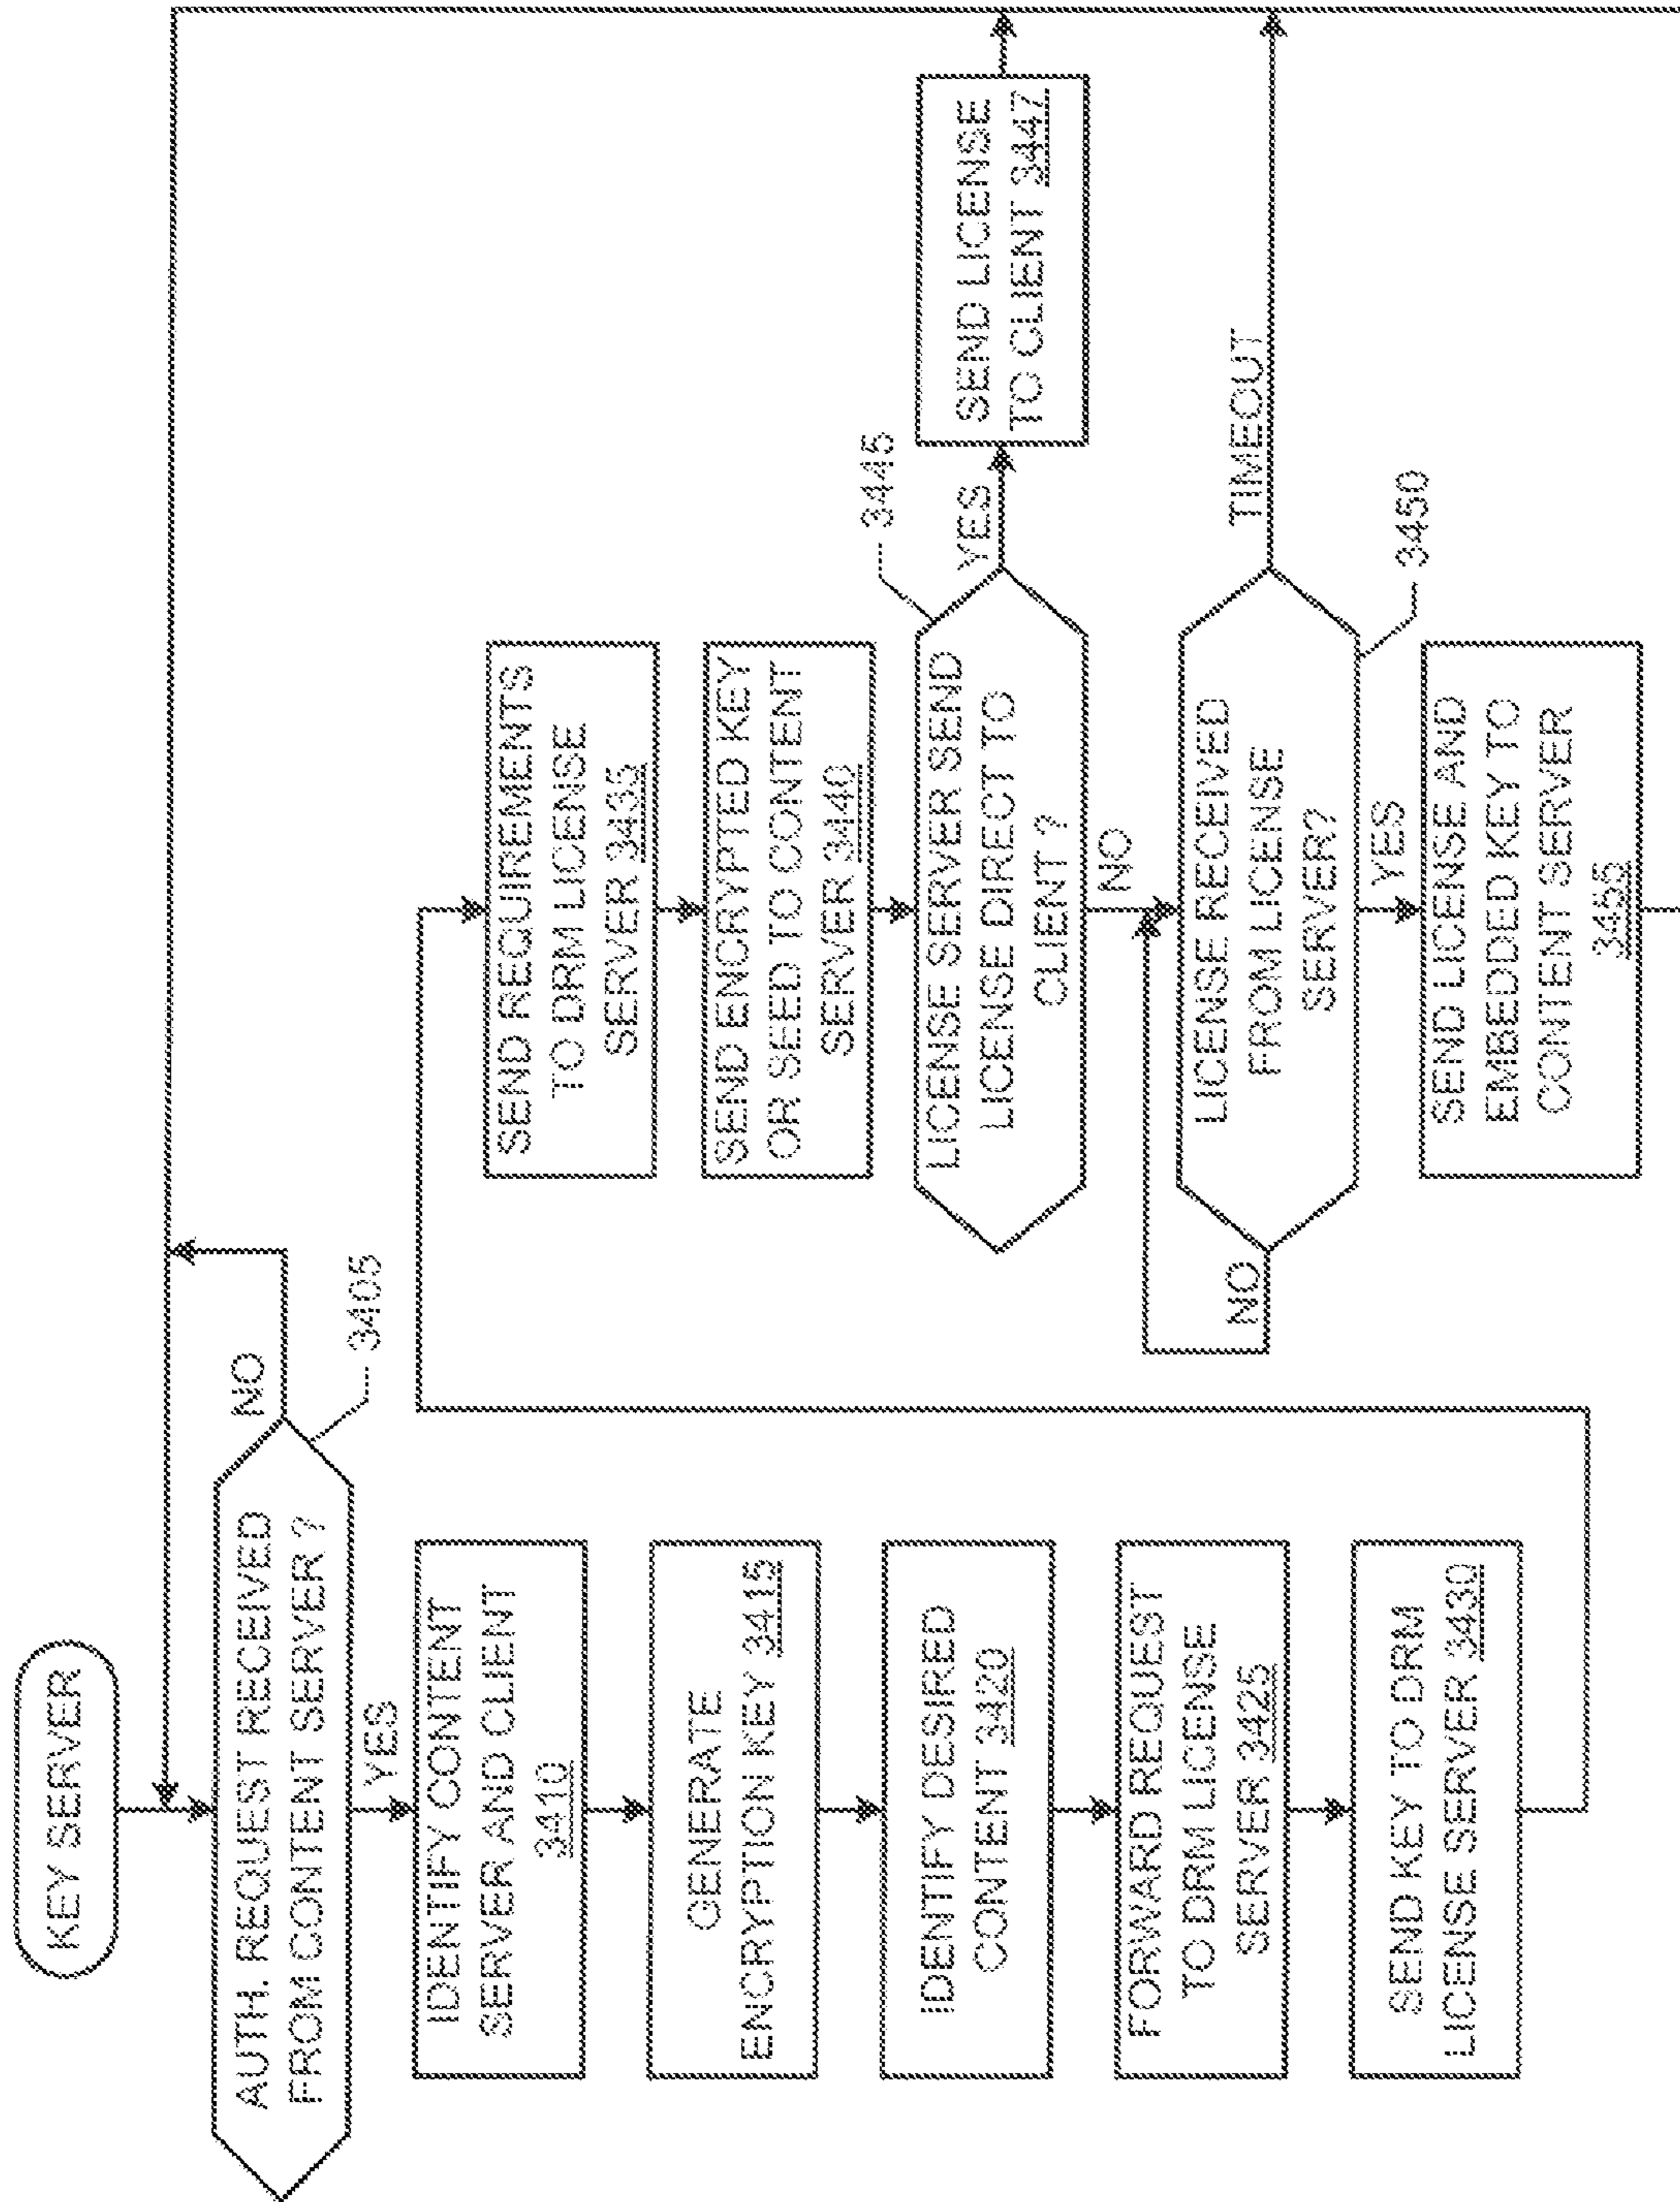 KEY SERVER
AUTH. REQUEST RECEIVED
FROM CONTENT SERVER ?
NO
3405
YES
IDENTIFY CONTENT
SERVER AND CLIENT
3410
GENERATE
ENCRYPTION KEY 3415
IDENTIFY DESIRED
CONTENT 3420
FORWARD REQUEST
TO DRM LICENSE
SERVER 3425
SEND KEY TO DRM
LICENSE SERVER 3430
SEND REQUIREMENTS
TO DRM LICENSE
SERVER 3435
SEND ENCRYPTED KEY
OR SEED TO CONTENT
SERVER 3440
LICENSE SERVER SEND
LICENSE DIRECT TO
CLIENT ?
3445
YES
SEND LICENSE
TO CLIENT 3447
NO
LICENSE RECEIVED
FROM LICENSE
SERVER?
NO
TIMEOUT
3450
YES
SEND LICENSE AND
EMBEDDED KEY TO
CONTENT SERVER
3455